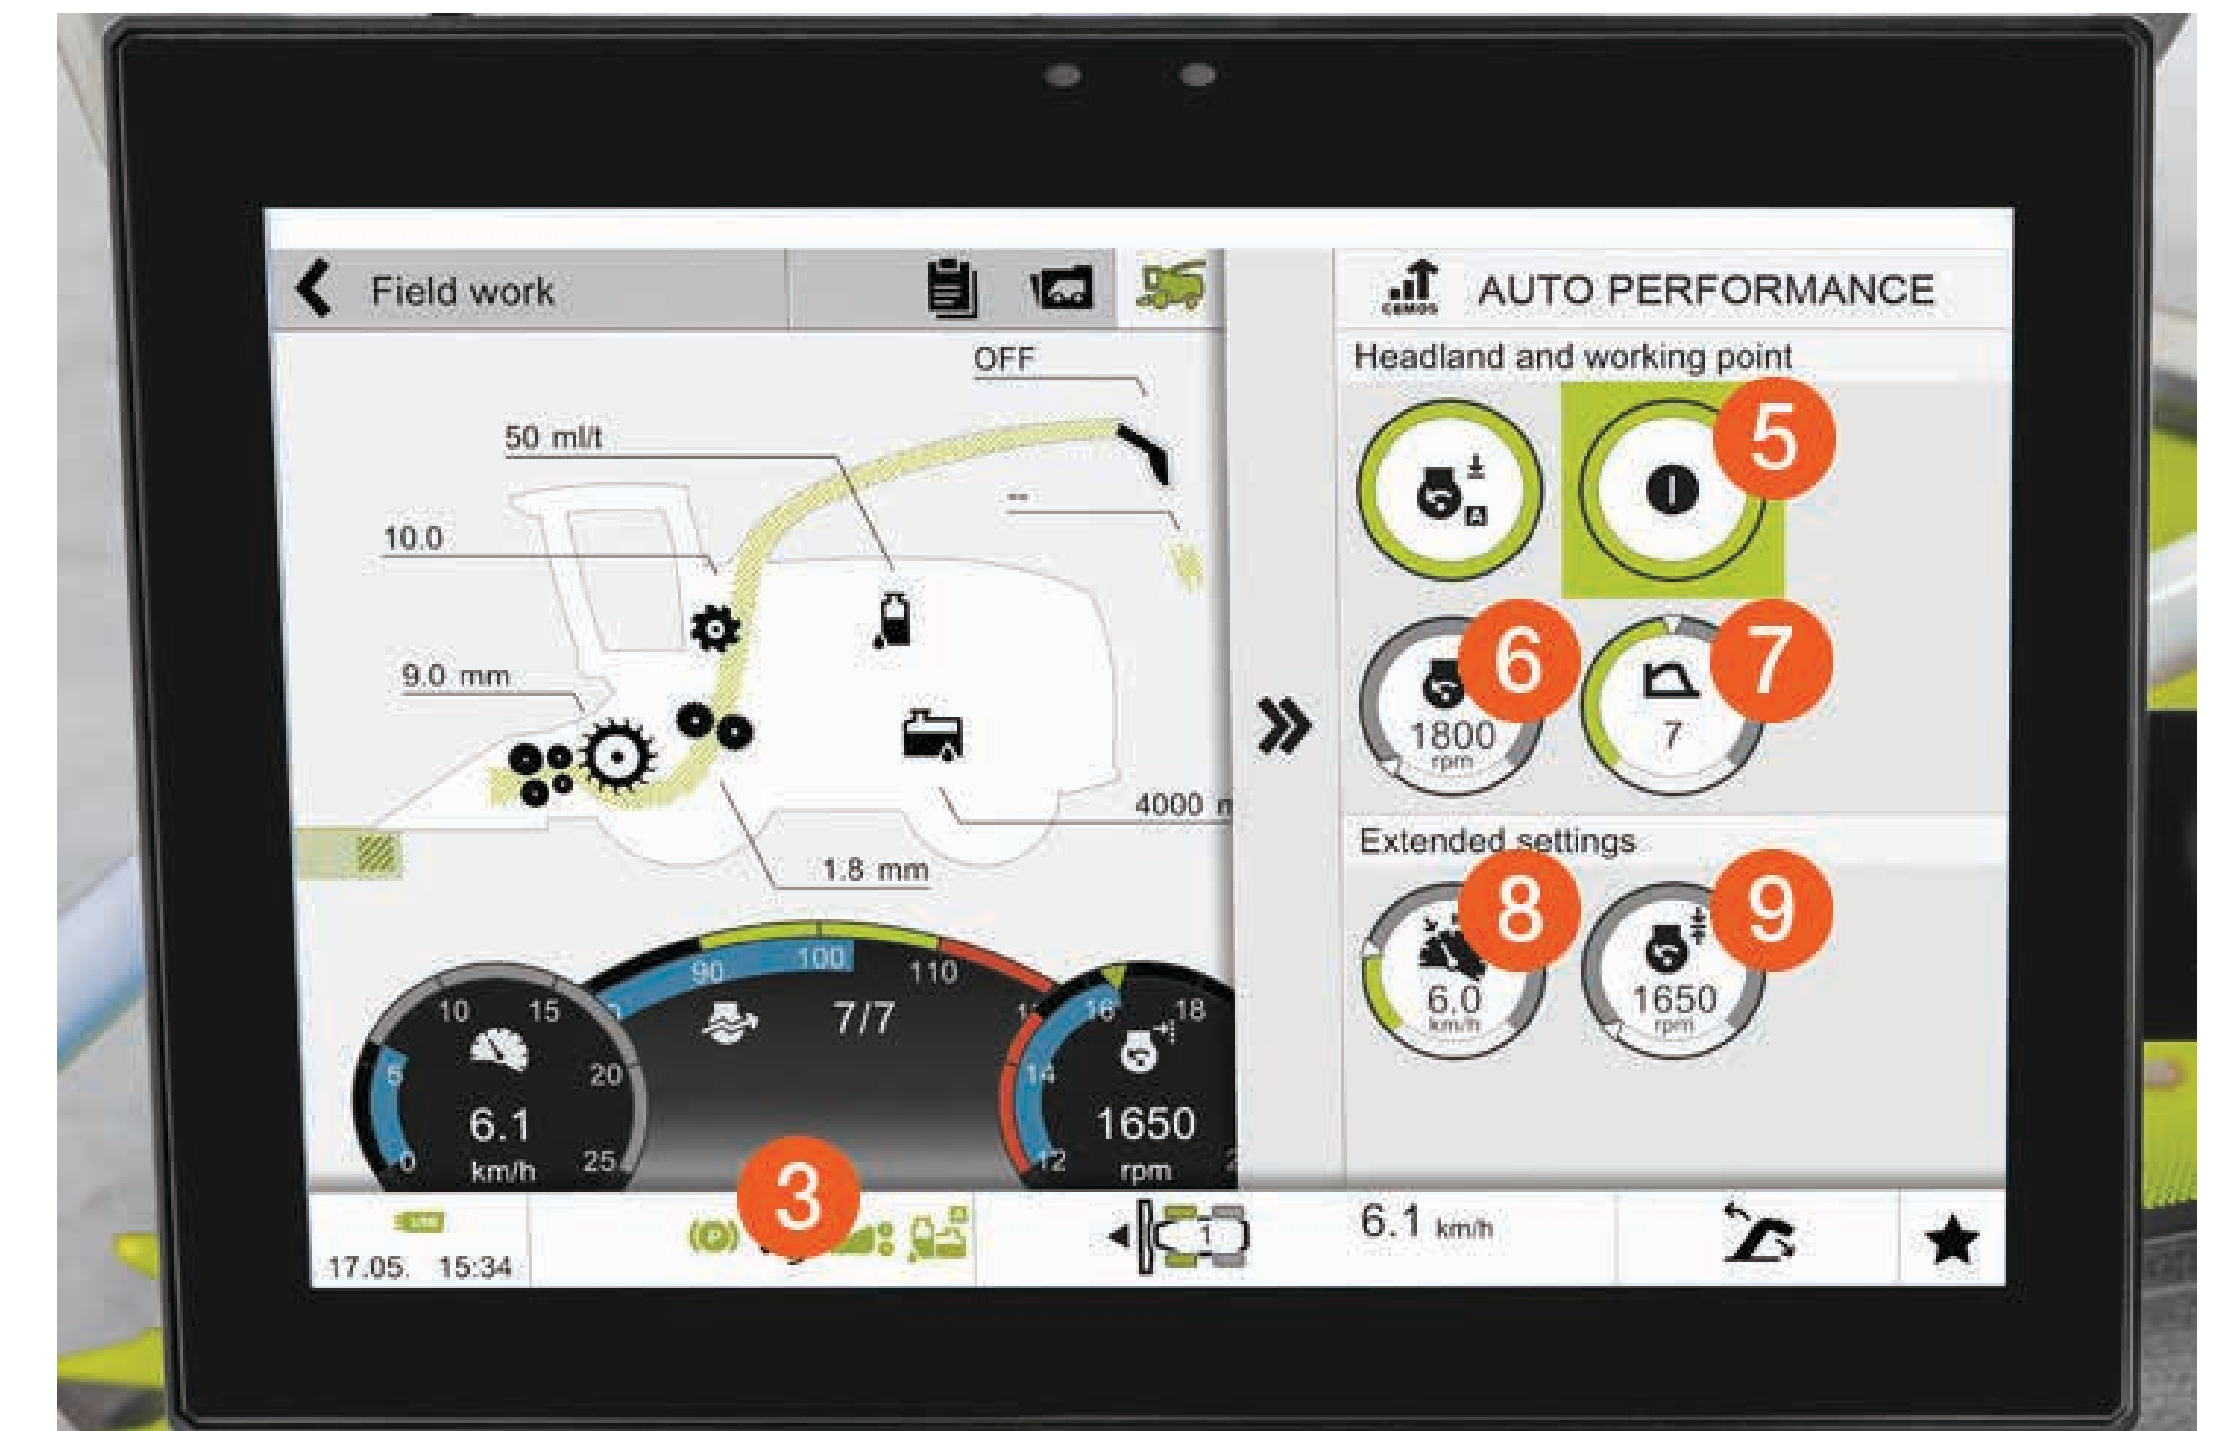 Field work
OFF
50 ml/t
--
10.0
9.0 mm
4000
1.8 mm
90 100 110
7/7
0 5 10 15 20 25
6.1
km/h
12 14 16 18
1650
rpm
3
17.05. 15:34
1
6.1 km/h
CEMOS
AUTO PERFORMANCE
Headland and working point
A
5
6
1800
rpm
7
7
Extended settings
8
6.0
km/h
9
1650
rpm